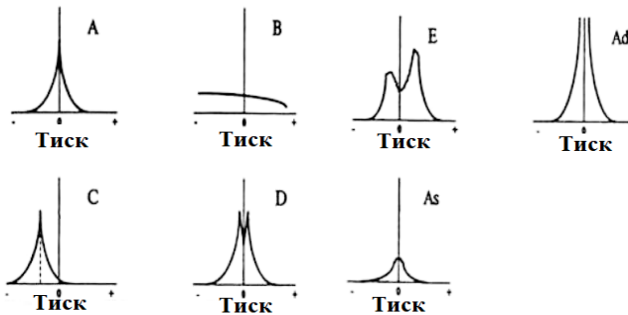 A B E Ad
- o + - o + - o + - o +
Тиск Тиск Тиск Тиск
C D As
- o + - o + - o +
Тиск Тиск Тиск